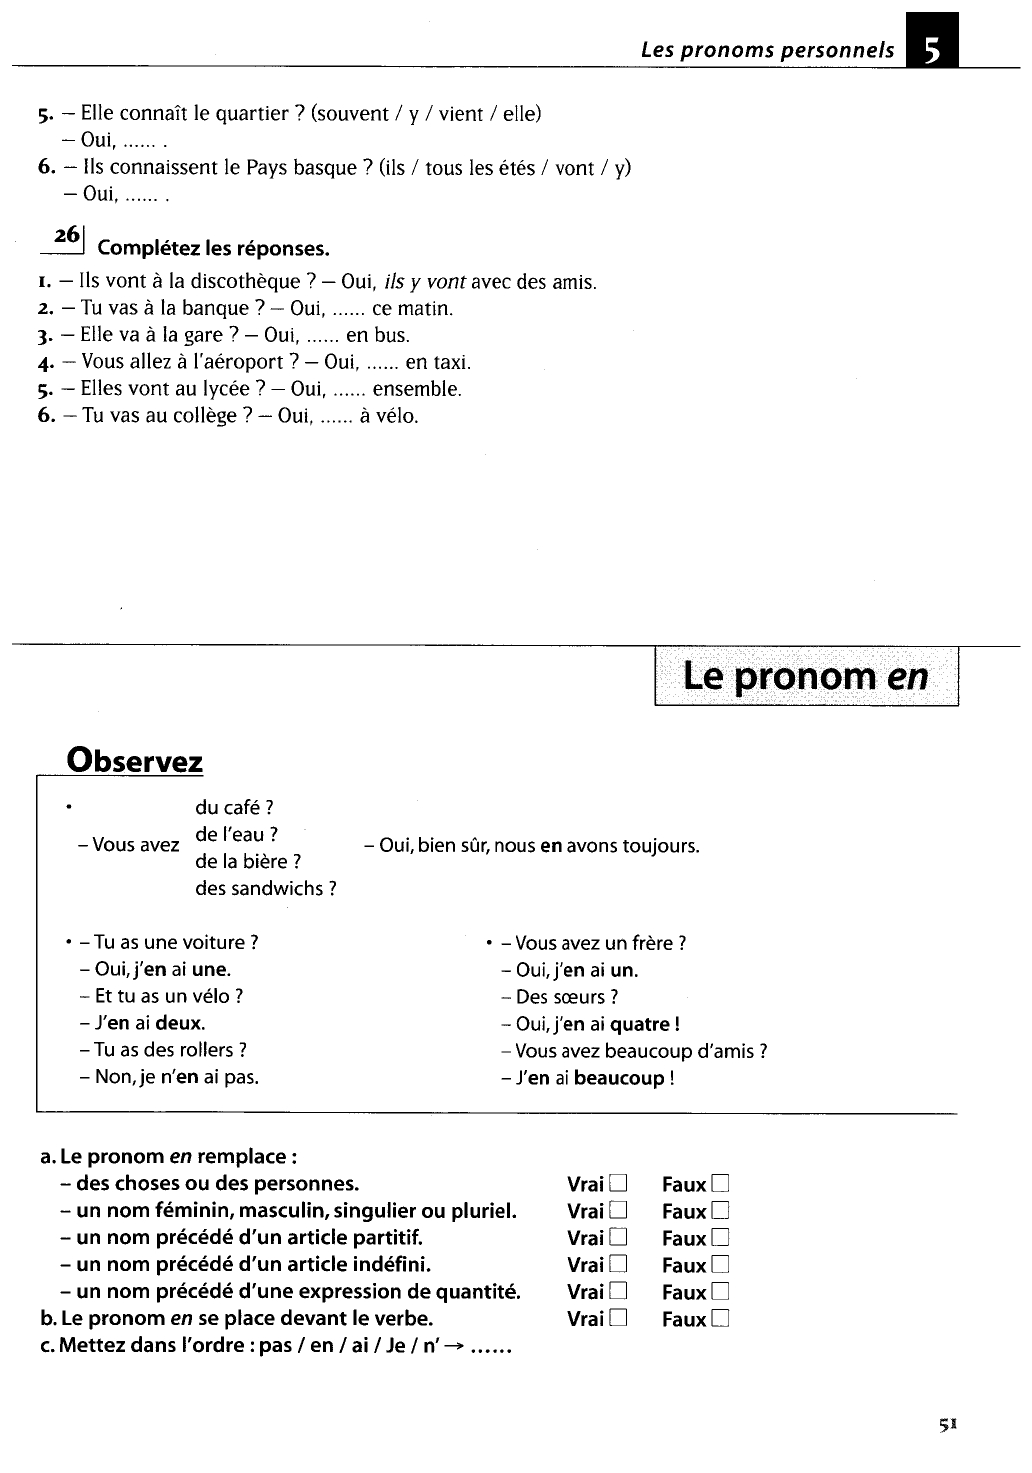 Les pronoms personnels 5
5. – Elle connaît le quartier ? (souvent / y / vient / elle)
– Oui, ...... .
6. – Ils connaissent le Pays basque ? (ils / tous les étés / vont / y)
– Oui, ...... .
26 Complétez les réponses.
1. – Ils vont à la discothèque ? – Oui, ils y vont avec des amis.
2. – Tu vas à la banque ? – Oui, ...... ce matin.
3. – Elle va à la gare ? – Oui, ...... en bus.
4. – Vous allez à l'aéroport ? – Oui, ...... en taxi.
5. – Elles vont au lycée ? – Oui, ...... ensemble.
6. – Tu vas au collège ? – Oui, ...... à vélo.
Le pronom en
Observez
• – Vous avez
du café ?
de l'eau ?
de la bière ?
des sandwichs ?
– Oui, bien sûr, nous en avons toujours.
• – Tu as une voiture ?
– Oui, j'en ai une.
– Et tu as un vélo ?
– J'en ai deux.
– Tu as des rollers ?
– Non, je n'en ai pas.
• – Vous avez un frère ?
– Oui, j'en ai un.
– Des sœurs ?
– Oui, j'en ai quatre !
– Vous avez beaucoup d'amis ?
– J'en ai beaucoup !
a. Le pronom en remplace :
– des choses ou des personnes. Vrai □ Faux □
– un nom féminin, masculin, singulier ou pluriel. Vrai □ Faux □
– un nom précédé d'un article partitif. Vrai □ Faux □
– un nom précédé d'un article indéfini. Vrai □ Faux □
– un nom précédé d'une expression de quantité. Vrai □ Faux □
b. Le pronom en se place devant le verbe. Vrai □ Faux □
c. Mettez dans l'ordre : pas / en / ai / Je / n' → ......
51